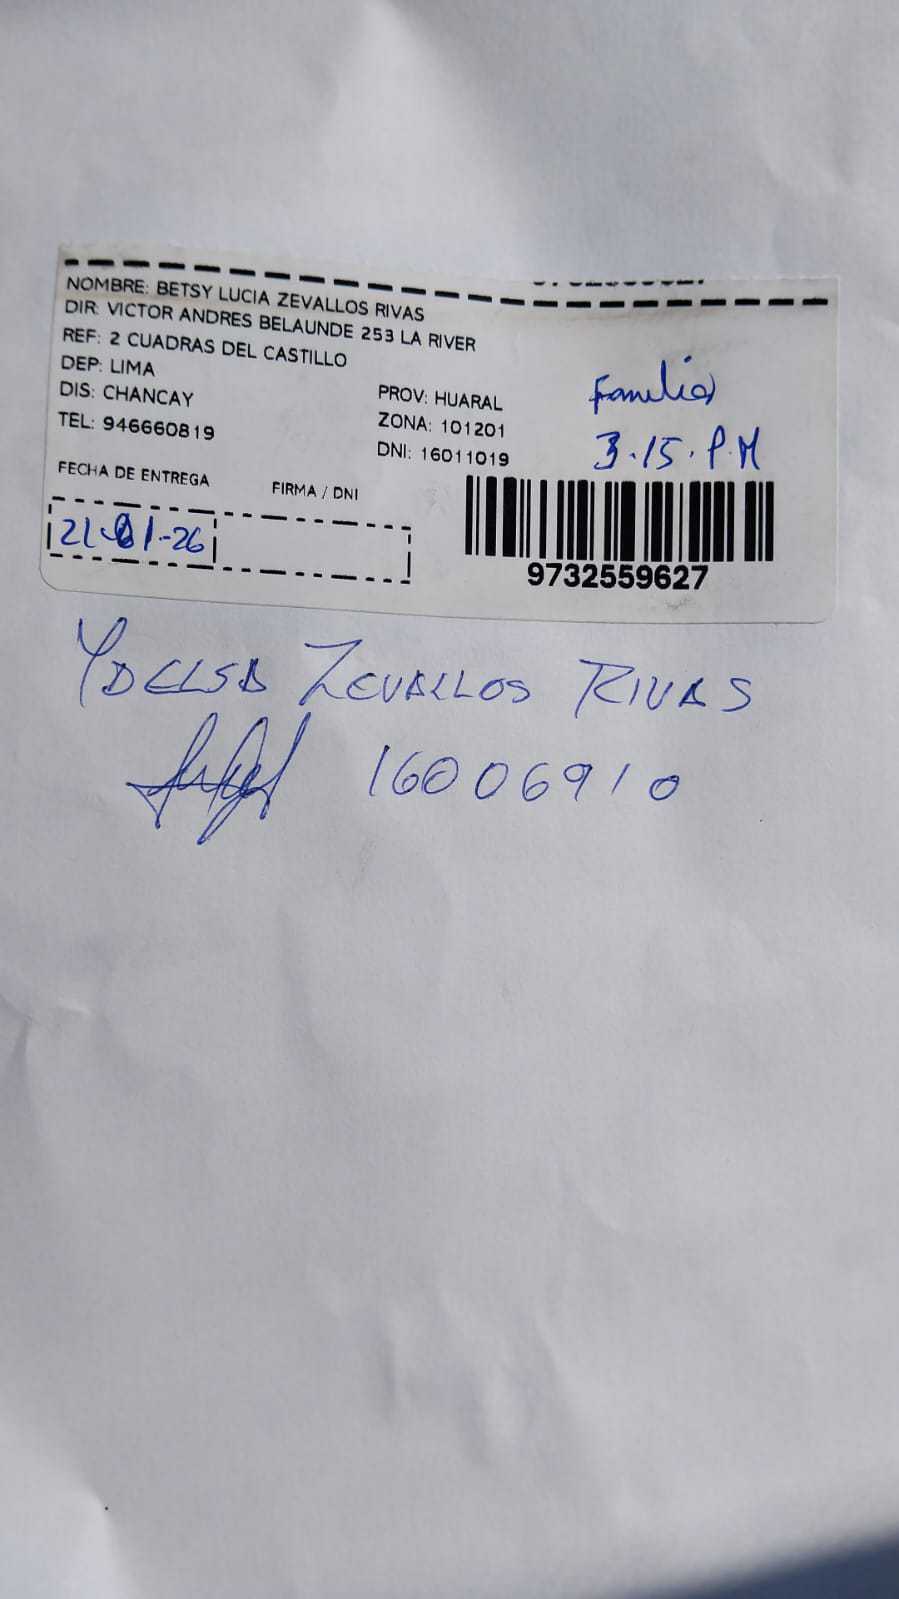 NOMBRE: BETSY LUCIA ZEVALLOS RIVAS
DIR: VICTOR ANDRES BELAUNDE 253 LA RIVER
REF: 2 CUADRAS DEL CASTILLO
DEP: LIMA
PROV: HUARAL
DIS: CHANCAY
ZONA: 101201
TEL: 946660819
DNI: 16011019
Familia
3.15.P.M
FECHA DE ENTREGA
FIRMA / DNI
21-01-26
9732559627
YDELSA ZEVALLOS RIVAS
16006910